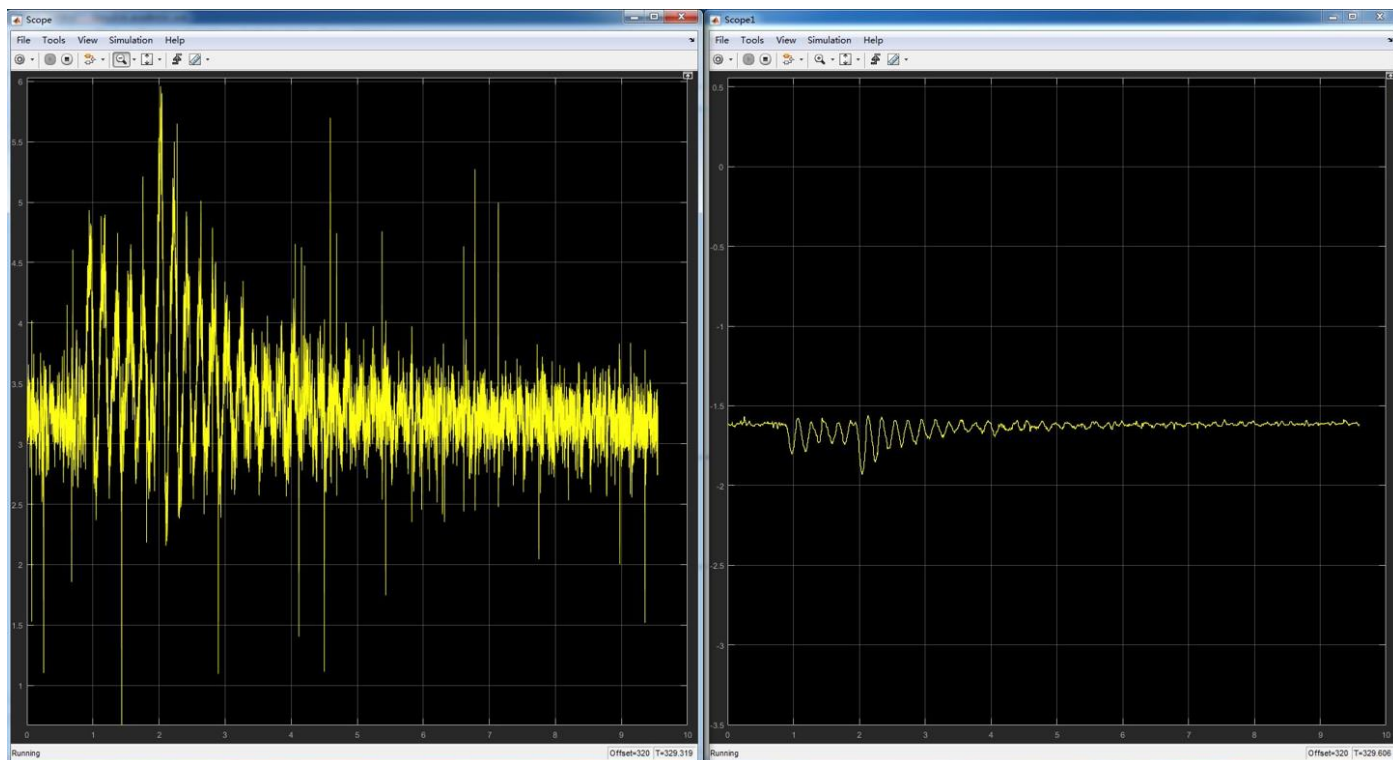 Scope
File Tools View Simulation Help
6
5.5
5
4.5
4
3.5
3
2.5
2
1.5
1
0 1 2 3 4 5 6 7 8 9 10
Running
Offset=320 T=329.319
Scope1
File Tools View Simulation Help
0.5
0
-0.5
-1
-1.5
-2
-2.5
-3
-3.5
0 1 2 3 4 5 6 7 8 9 10
Running
Offset=320 T=329.606